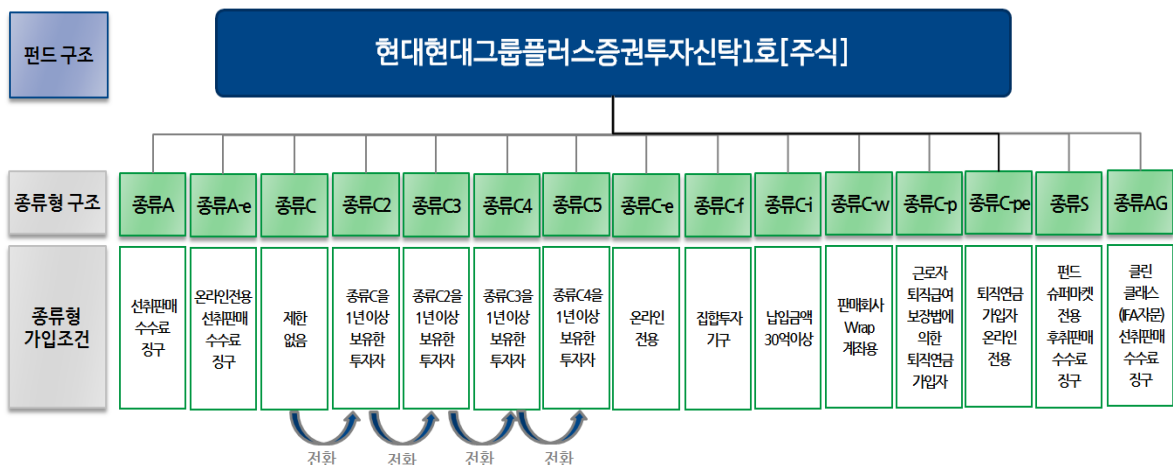 펀드 구조
현대현대그룹플러스증권투자신탁1호[주식]
종류형 구조
종류A
종류A-e
종류C
종류C2
종류C3
종류C4
종류C5
종류C-e
종류C-f
종류C-i
종류C-w
종류C-p
종류C-pe
종류S
종류AG
종류형
가입조건
선취판매
수수료
징구
온라인전용
선취판매
수수료
징구
제한
없음
종류C을
1년이상
보유한
투자자
종류C2을
1년이상
보유한
투자자
종류C3을
1년이상
보유한
투자자
종류C4을
1년이상
보유한
투자자
온라인
전용
집합투자
기구
납입금액
30억이상
판매회사
Wrap
계좌용
근로자
퇴직급여
보장법에
의한
퇴직연금
가입자
퇴직연금
가입자
온라인
전용
펀드
슈퍼마켓
전용
후취판매
수수료
징구
클린
클래스
(IFA자문)
선취판매
수수료
징구
전환
전환
전환
전환